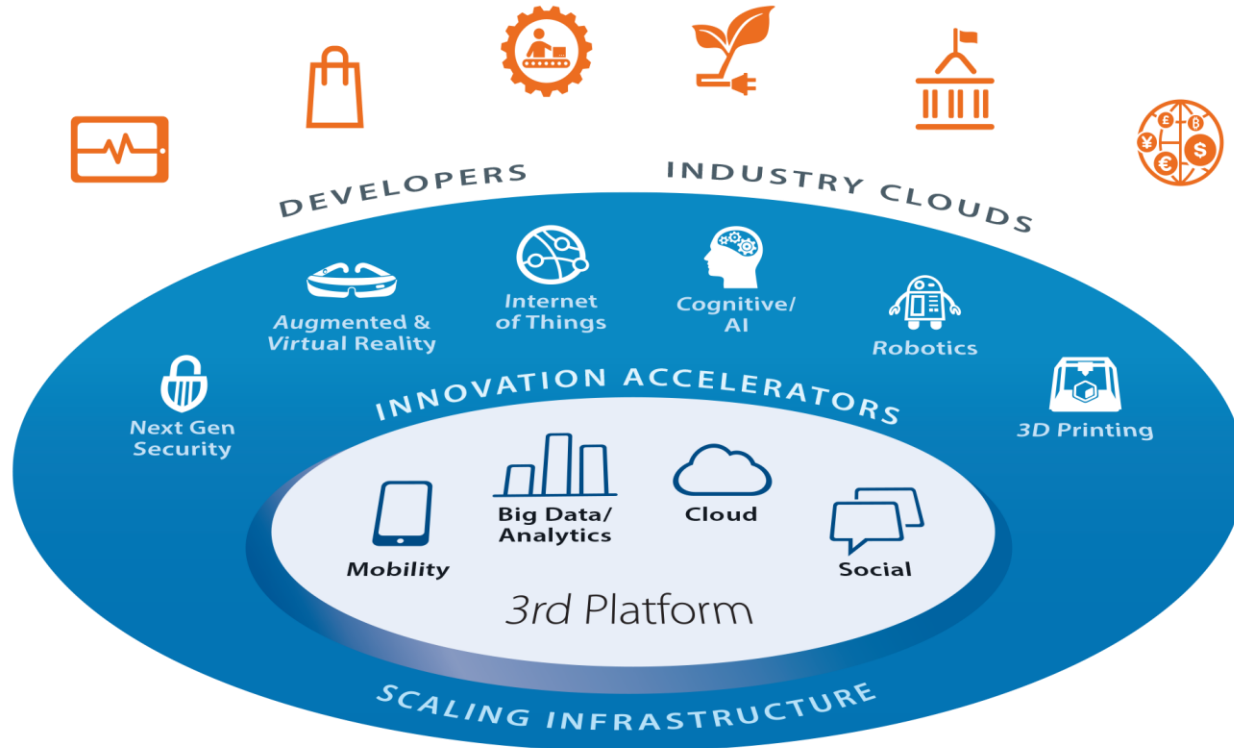 DEVELOPERS
INDUSTRY CLOUDS
Augmented &
Virtual Reality
Internet
of Things
Cognitive/
AI
Robotics
Next Gen
Security
3D Printing
INNOVATION ACCELERATORS
Mobility
Big Data/
Analytics
Cloud
Social
3rd Platform
SCALING INFRASTRUCTURE